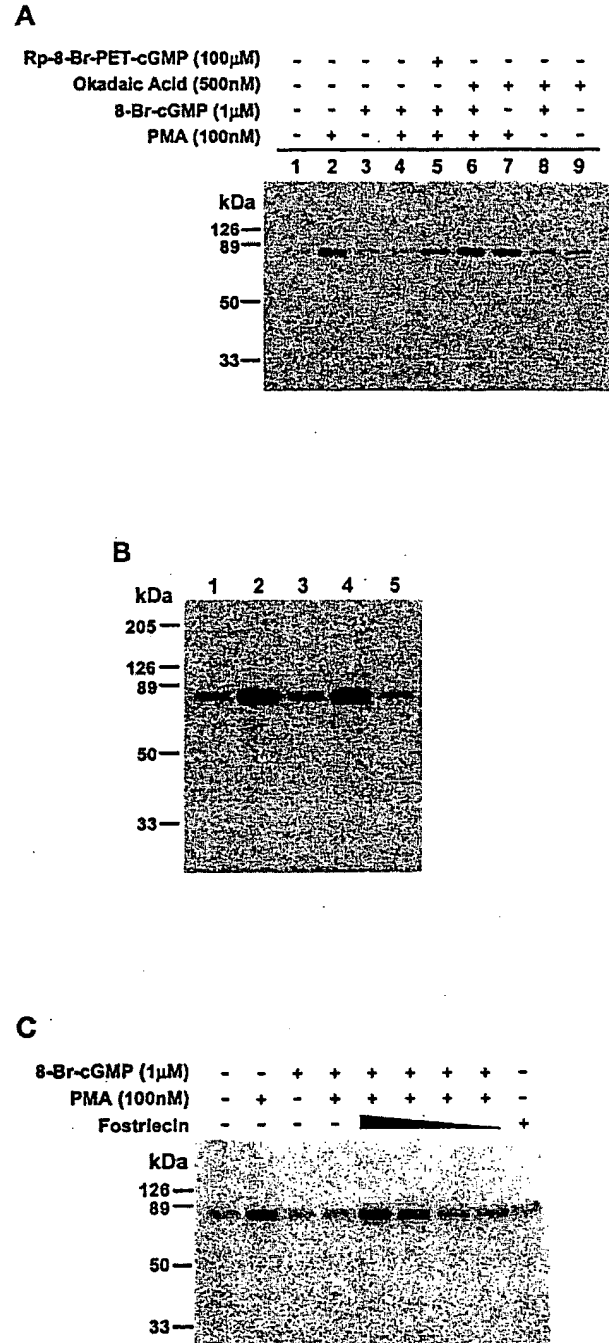 A
Rp-8-Br-PET-cGMP (100µM) - - - - + - - - -
Okadaic Acid (500nM) - - - - - + + + +
8-Br-cGMP (1µM) - - + + + + - + -
PMA (100nM) - + - + + + + - -
1 2 3 4 5 6 7 8 9
kDa
126
89
50
33
B
1 2 3 4 5
kDa
205
126
89
50
33
C
8-Br-cGMP (1µM) - - + + + + + + -
PMA (100nM) - + - + + + + + -
Fostriecin - - - - +
kDa
126
89
50
33